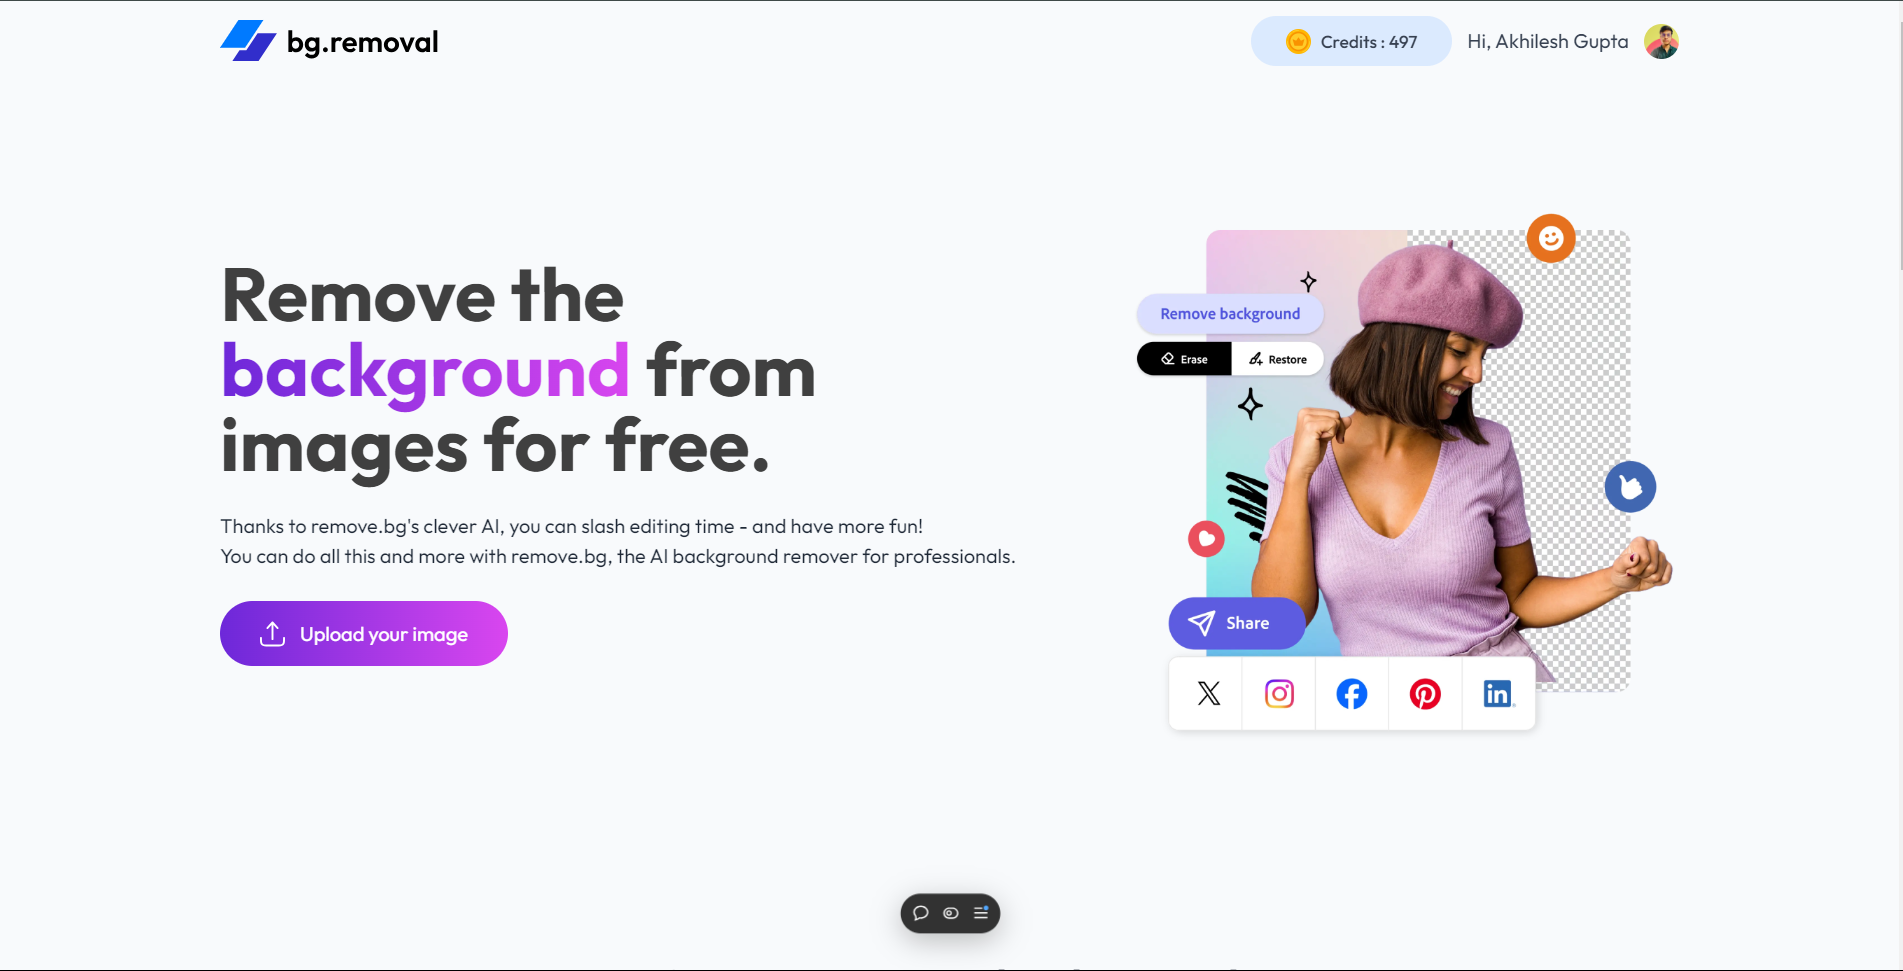 bg.removal
Credits : 497
Hi, Akhilesh Gupta
Remove the
background from
images for free.
Thanks to remove.bg's clever AI, you can slash editing time - and have more fun!
You can do all this and more with remove.bg, the AI background remover for professionals.
Upload your image
Remove background
Erase
Restore
Share